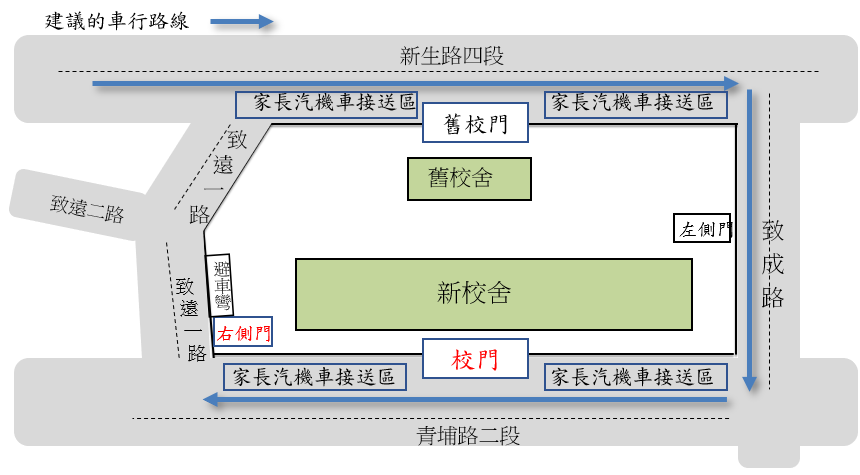 建議的車行路線
新生路四段
家長汽機車接送區
家長汽機車接送區
舊校門
致遠一路
舊校舍
致遠二路
左側門
致成路
避車彎
新校舍
致遠一路
右側門
校門
家長汽機車接送區
家長汽機車接送區
青埔路二段